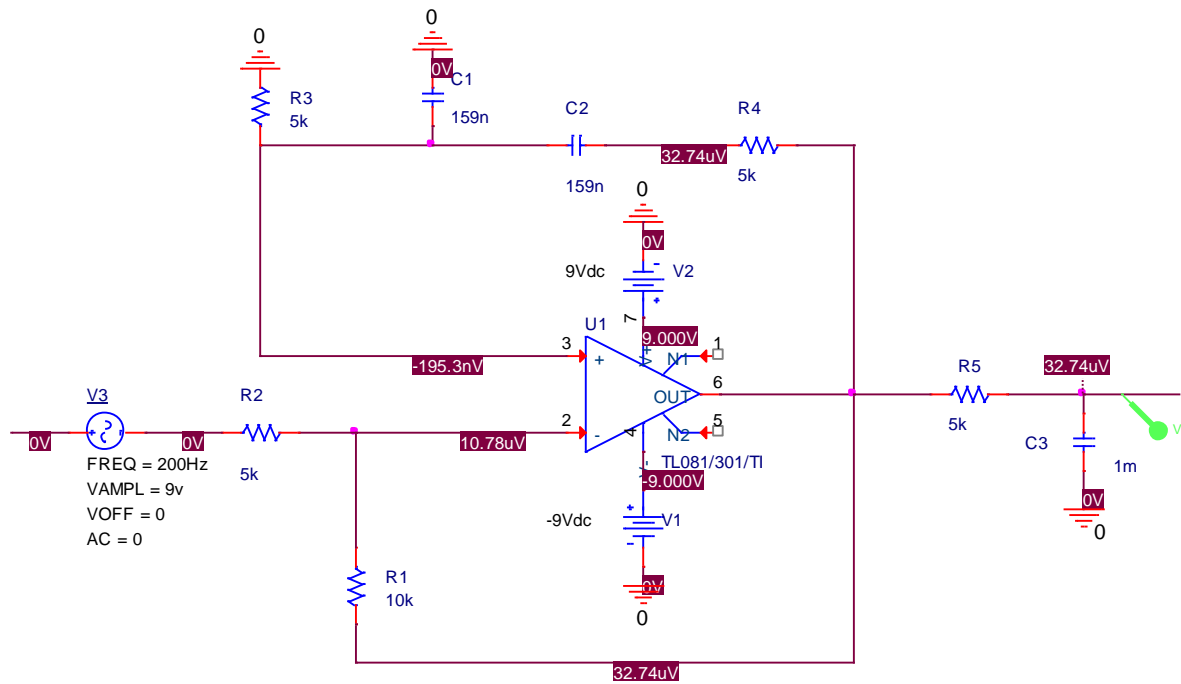 0
0
0V
C1
R3
5k
159n
C2
R4
32.74uV
159n
5k
0
0V
9Vdc
V2
U1
7
9.000V
3
+
V+
N1
1
-195.3nV
OUT
6
32.74uV
R5
5k
C3
1m
V
0V
0
V3
0V
0V
R2
5k
2
-
10.78uV
4
N2
5
V-
TL081/301/TI
-9.000V
FREQ = 200Hz
VAMPL = 9v
VOFF = 0
AC = 0
-9Vdc
V1
R1
10k
0V
0
32.74uV